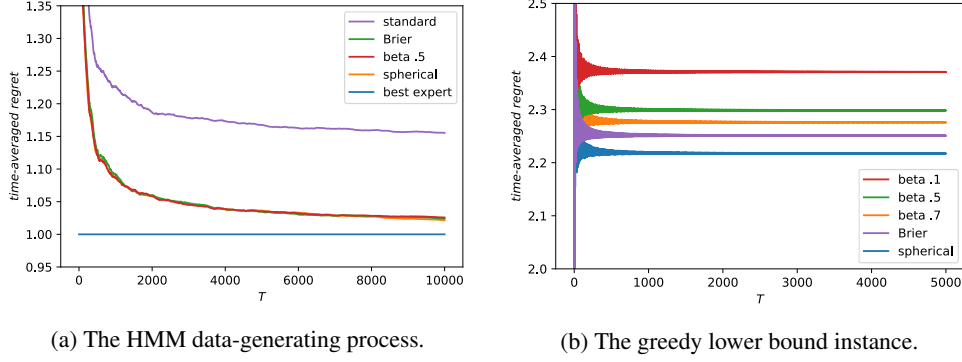 1.35
1.30
1.25
1.20
1.15
1.10
1.05
1.00
0.95
time-averaged regret
0
2000
4000
6000
8000
10000
T
standard
Brier
beta .5
spherical
best expert
(a) The HMM data-generating process.
2.5
2.4
2.3
2.2
2.1
2.0
time-averaged regret
0
1000
2000
3000
4000
5000
T
beta .1
beta .5
beta .7
Brier
spherical
(b) The greedy lower bound instance.